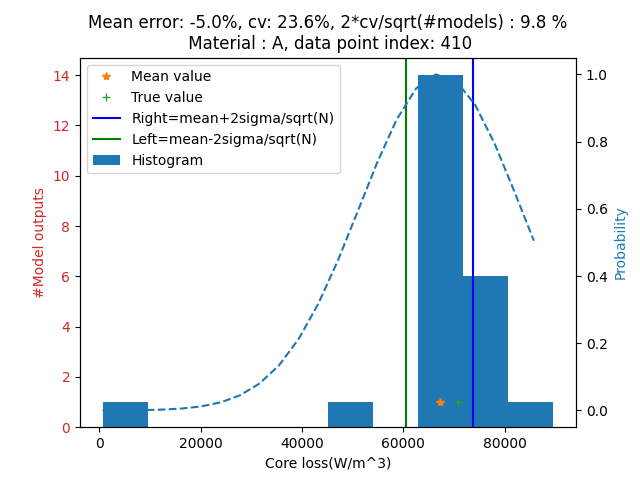 Mean error: -5.0%, cv: 23.6%, 2*cv/sqrt(#models) : 9.8 %
Material : A, data point index: 410
Mean value
True value
Right=mean+2sigma/sqrt(N)
Left=mean-2sigma/sqrt(N)
Histogram
#Model outputs
14
12
10
8
6
4
2
0
1.0
0.8
0.6
0.4
0.2
0.0
Probability
0
20000
40000
60000
80000
Core loss(W/m^3)